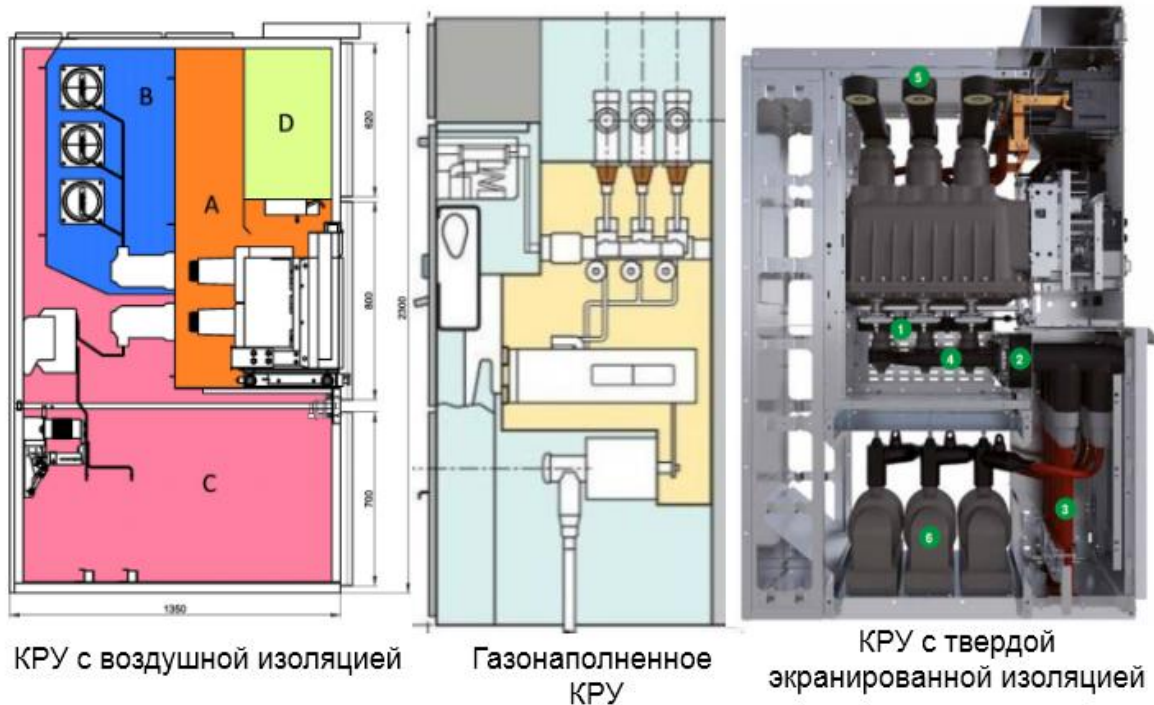 B
D
A
C
620
800
2300
700
1350
5
1
4
2
3
6
КРУ с воздушной изоляцией
Газонаполненное
КРУ
КРУ с твердой
экранированной изоляцией